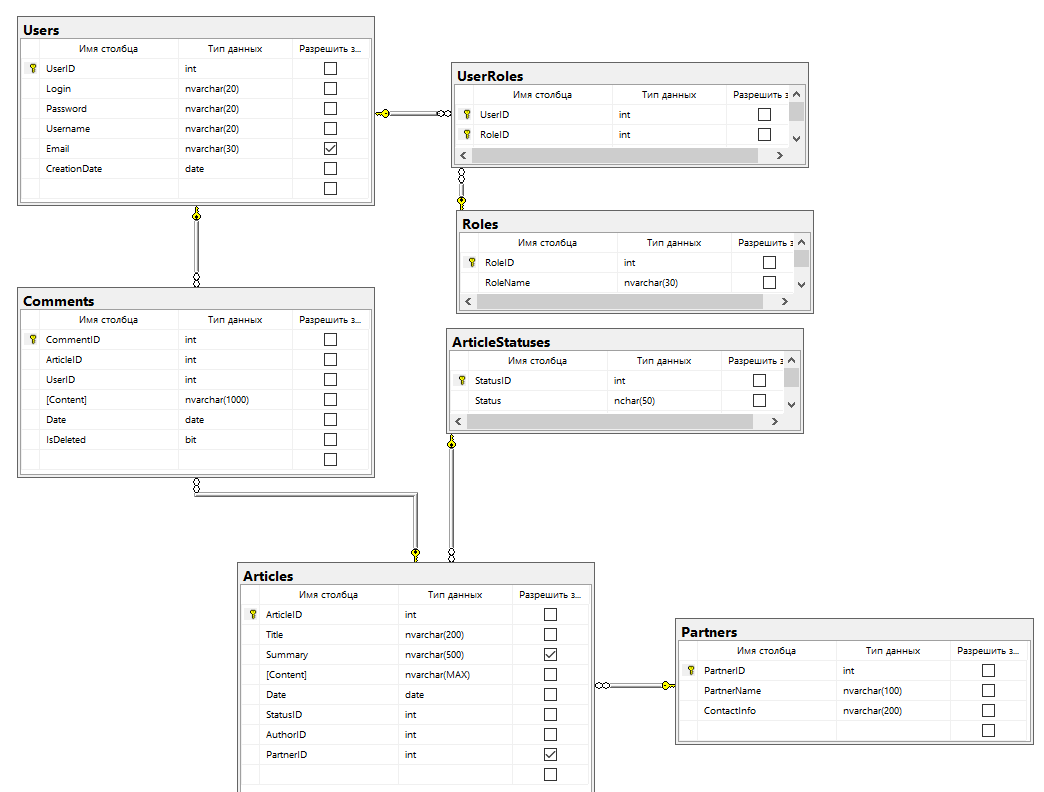 Users
Имя столбца Тип данных Разрешить з...
UserID int
Login nvarchar(20)
Password nvarchar(20)
Username nvarchar(20)
Email nvarchar(30)
CreationDate date
UserRoles
Имя столбца Тип данных Разрешить з
UserID int
RoleID int
Roles
Имя столбца Тип данных Разрешить з
RoleID int
RoleName nvarchar(30)
Comments
Имя столбца Тип данных Разрешить з...
CommentID int
ArticleID int
UserID int
[Content] nvarchar(1000)
Date date
IsDeleted bit
ArticleStatuses
Имя столбца Тип данных Разрешить з
StatusID int
Status nchar(50)
Articles
Имя столбца Тип данных Разрешить з...
ArticleID int
Title nvarchar(200)
Summary nvarchar(500)
[Content] nvarchar(MAX)
Date date
StatusID int
AuthorID int
PartnerID int
Partners
Имя столбца Тип данных Разрешить з...
PartnerID int
PartnerName nvarchar(100)
ContactInfo nvarchar(200)